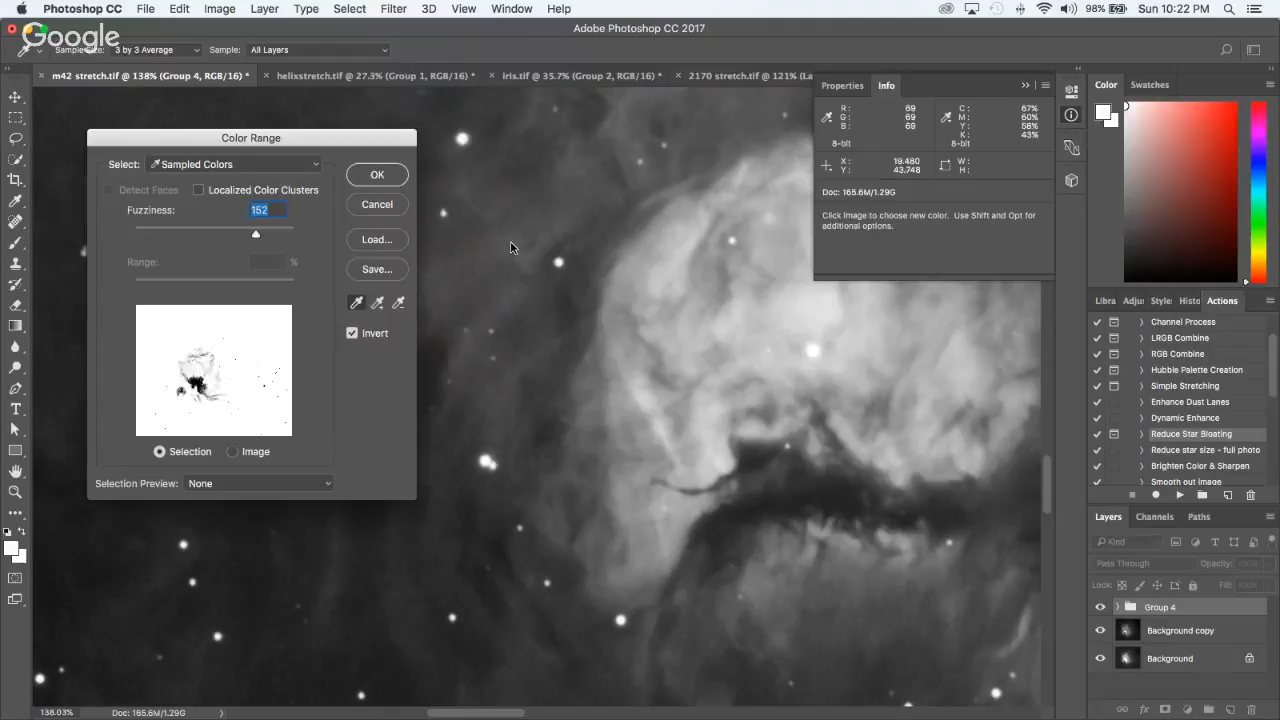 Photoshop CC File Edit Image Layer Type Select Filter 3D View Window Help 98% Sun 10:22 PM
Adobe Photoshop CC 2017
Google
Sample Size: 3 by 3 Average Sample: All Layers
m42 stretch.tif @ 138% (Group 4, RGB/16) * helixstretch.tif @ 27.3% (Group 1, RGB/16) * iris.tif @ 35.7% (Group 2, RGB/16) * 2170 stretch.tif @ 121% (La
Color Range
Select: Sampled Colors
Detect Faces Localized Color Clusters
Fuzziness: 152
Range: %
OK
Cancel
Load...
Save...
Invert
Selection Image
Selection Preview: None
Properties Info
R: 69 C: 67%
G: 69 M: 60%
B: 69 Y: 58%
K: 43%
8-bit 8-bit
X: 19.480 W:
Y: 43.748 H:
Doc: 165.6M/1.29G
Click image to choose new color. Use Shift and Opt for
additional options.
Color Swatches
Libra Adju: Style: Histo Actions
Channel Process
LRGB Combine
RGB Combine
Hubble Palette Creation
Simple Stretching
Enhance Dust Lanes
Dynamic Enhance
Reduce Star Bloating
Reduce star size - full photo
Brighten Color & Sharpen
Smooth out image
Layers Channels Paths
Kind
Pass Through Opacity: 100%
Lock: Fill: 100%
Group 4
Background copy
Background
138.03% Doc: 165.6M/1.29G